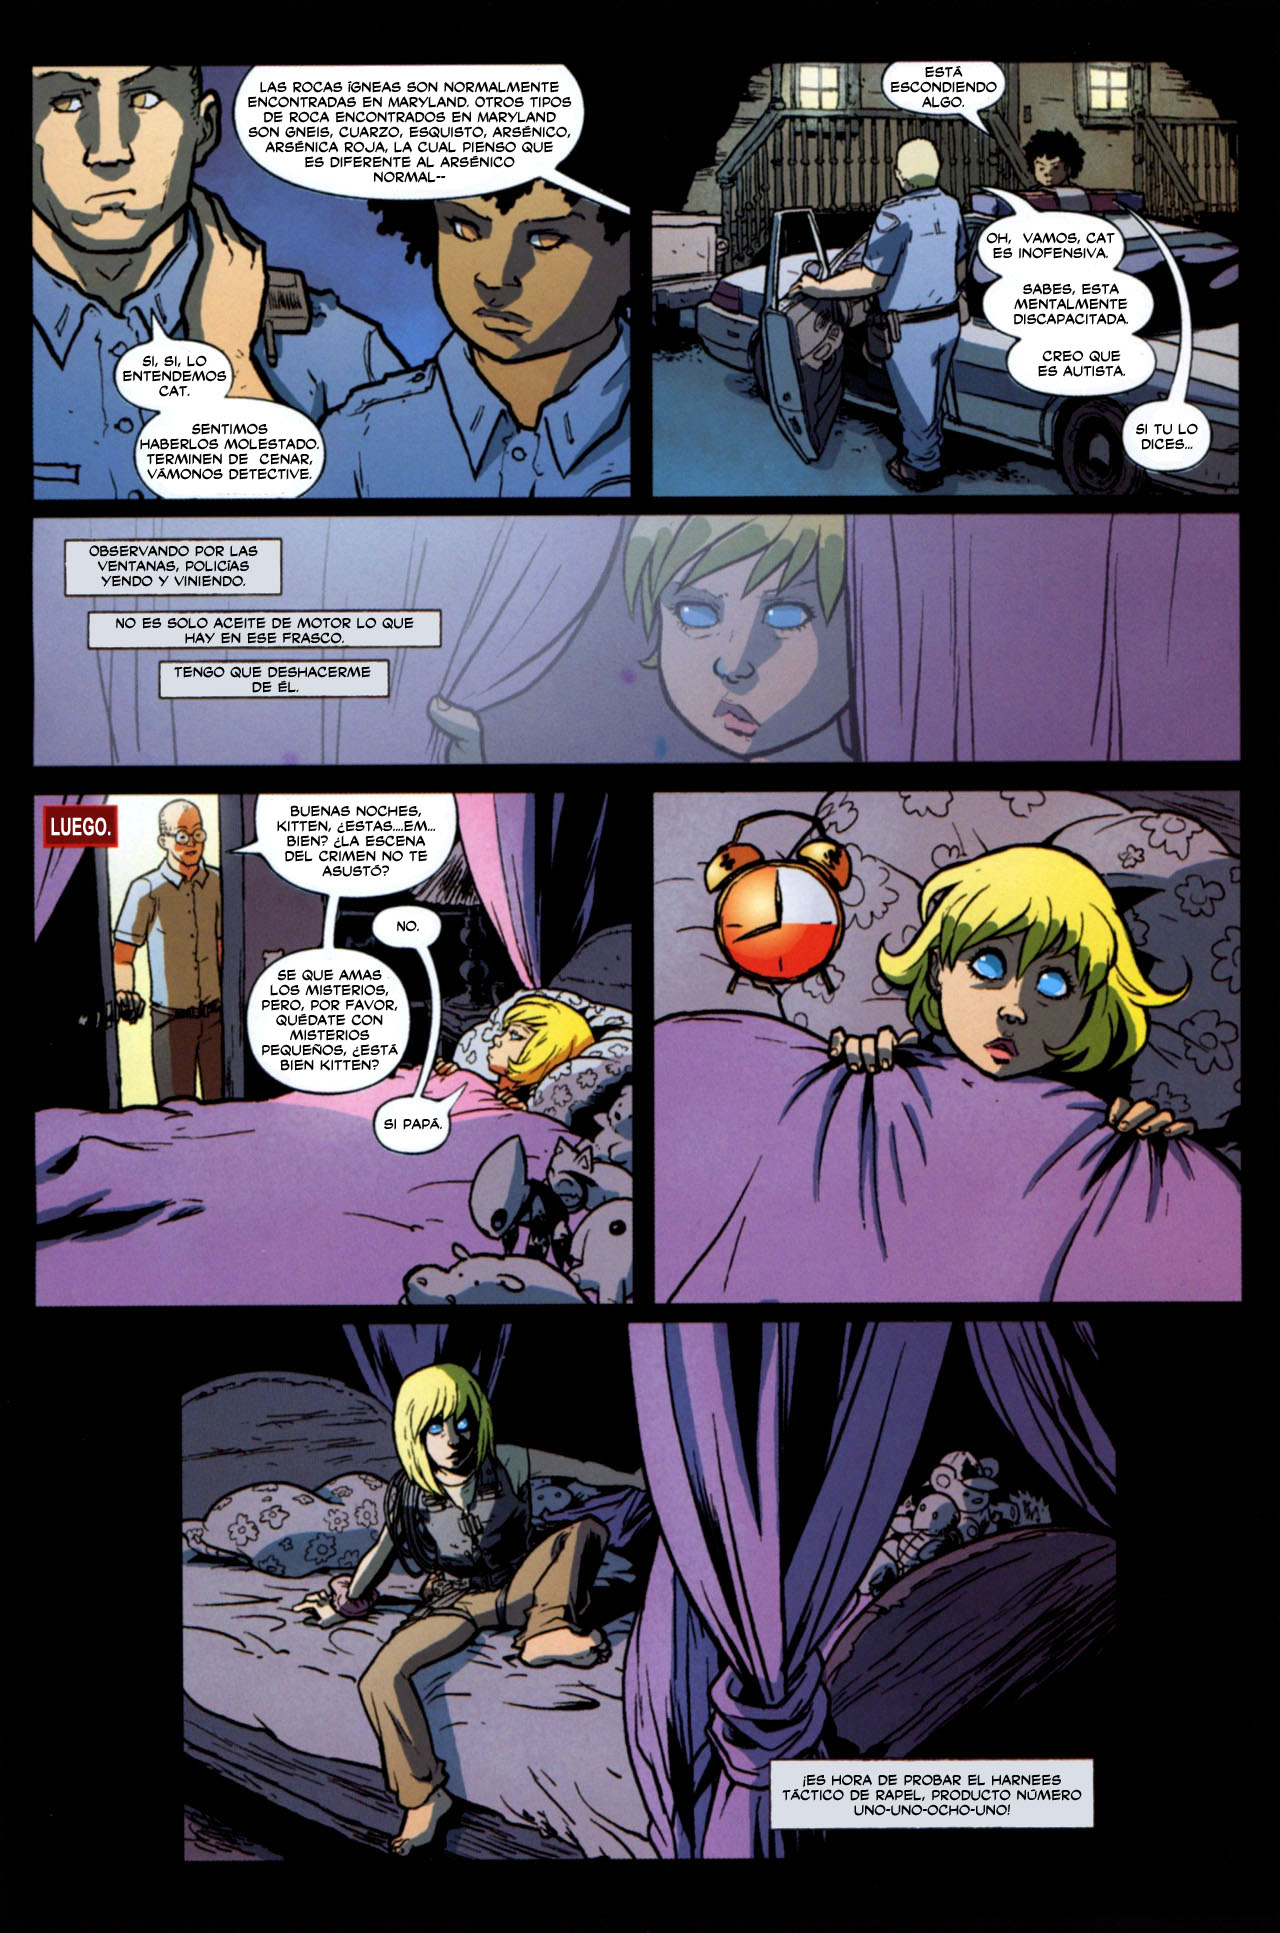 LAS ROCAS ÍGNEAS SON NORMALMENTE
ENCONTRADAS EN MARYLAND. OTROS TIPOS
DE ROCA ENCONTRADOS EN MARYLAND
SON GNEIS, CUARZO, ESQUISTO, ARSÉNICO,
ARSÉNICA ROJA, LA CUAL PIENSO QUE
ES DIFERENTE AL ARSÉNICO
NORMAL--
SI, SI, LO
ENTENDEMOS
CAT.
SENTIMOS
HABERLOS MOLESTADO.
TERMINEN DE CENAR,
VÁMONOS DETECTIVE.
ESTÁ
ESCONDIENDO
ALGO.
OH, VAMOS, CAT
ES INOFENSIVA.
SABES, ESTA
MENTALMENTE
DISCAPACITADA.
CREO QUE
ES AUTISTA.
SI TU LO
DICES...
OBSERVANDO POR LAS
VENTANAS, POLICÍAS
YENDO Y VINIENDO.
NO ES SOLO ACEITE DE MOTOR LO QUE
HAY EN ESE FRASCO.
TENGO QUE DESHACERME
DE ÉL.
LUEGO.
BUENAS NOCHES,
KITTEN, ¿ESTAS....EM...
BIEN? ¿LA ESCENA
DEL CRIMEN NO TE
ASUSTÓ?
NO.
SE QUE AMAS
LOS MISTERIOS,
PERO, POR FAVOR,
QUÉDATE CON
MISTERIOS
PEQUEÑOS, ¿ESTÁ
BIEN KITTEN?
SI PAPÁ.
¡ES HORA DE PROBAR EL HARNEES
TÁCTICO DE RAPEL, PRODUCTO NÚMERO
UNO-UNO-OCHO-UNO!